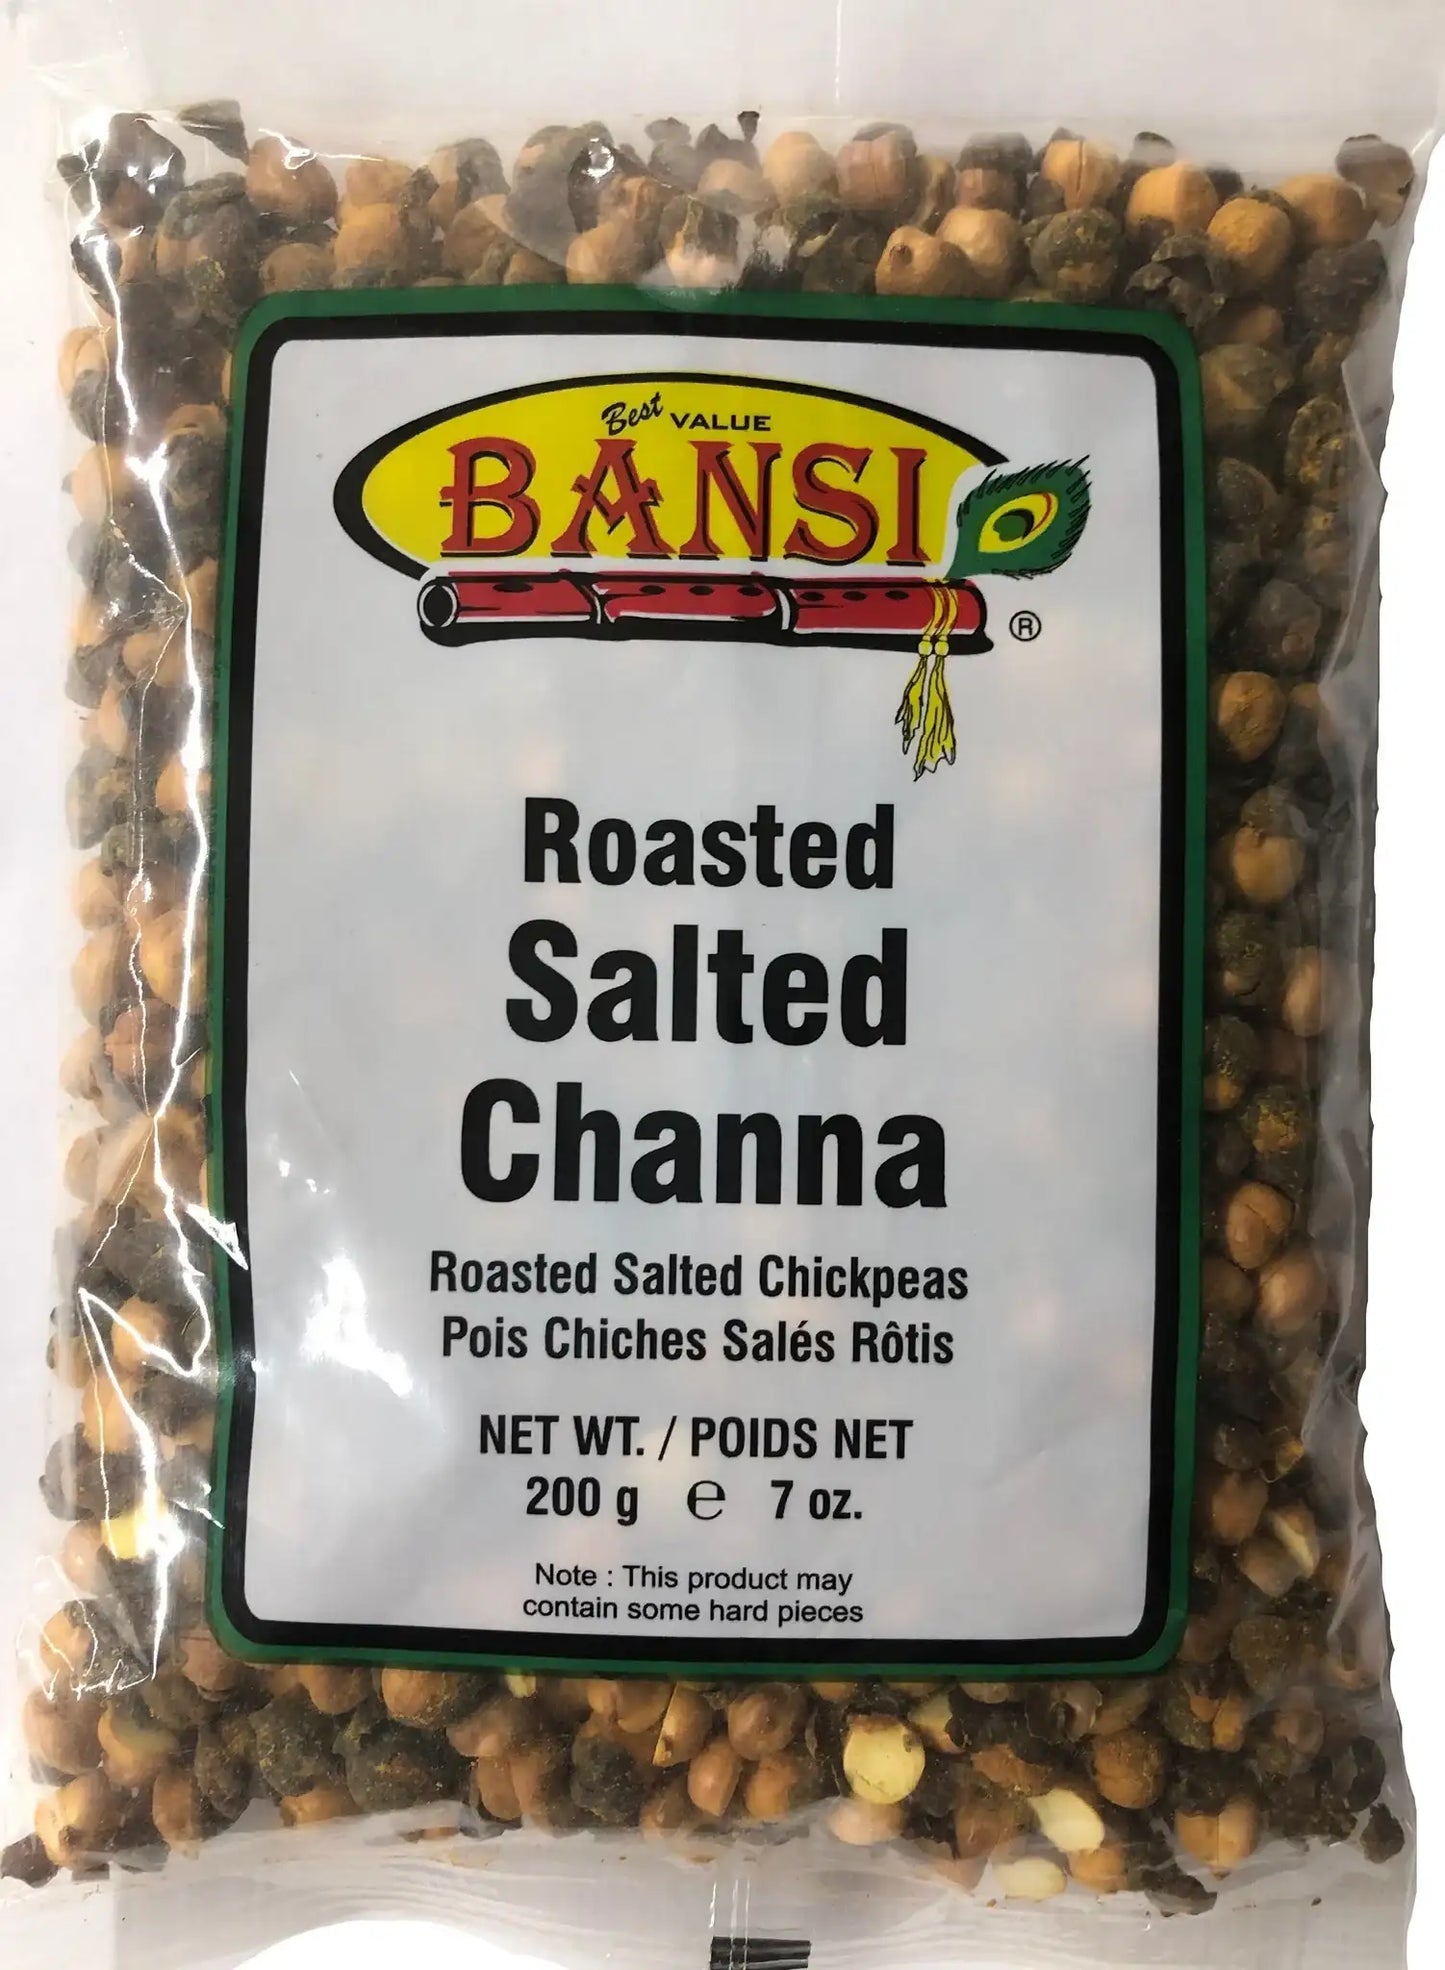 Best VALUE
BANSI
®
Roasted
Salted
Channa
Roasted Salted Chickpeas
Pois Chiches Salés Rôtis
NET WT. / POIDS NET
200 g ℮ 7 oz.
Note : This product may
contain some hard pieces